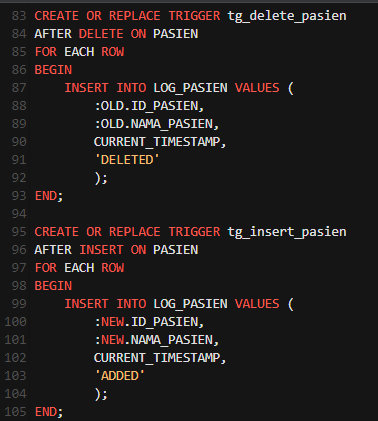 83 CREATE OR REPLACE TRIGGER tg_delete_pasien
84 AFTER DELETE ON PASIEN
85 FOR EACH ROW
86 BEGIN
87     INSERT INTO LOG_PASIEN VALUES (
88         :OLD.ID_PASIEN,
89         :OLD.NAMA_PASIEN,
90         CURRENT_TIMESTAMP,
91         'DELETED'
92         );
93 END;
94
95 CREATE OR REPLACE TRIGGER tg_insert_pasien
96 AFTER INSERT ON PASIEN
97 FOR EACH ROW
98 BEGIN
99     INSERT INTO LOG_PASIEN VALUES (
100         :NEW.ID_PASIEN,
101         :NEW.NAMA_PASIEN,
102         CURRENT_TIMESTAMP,
103         'ADDED'
104         );
105 END;